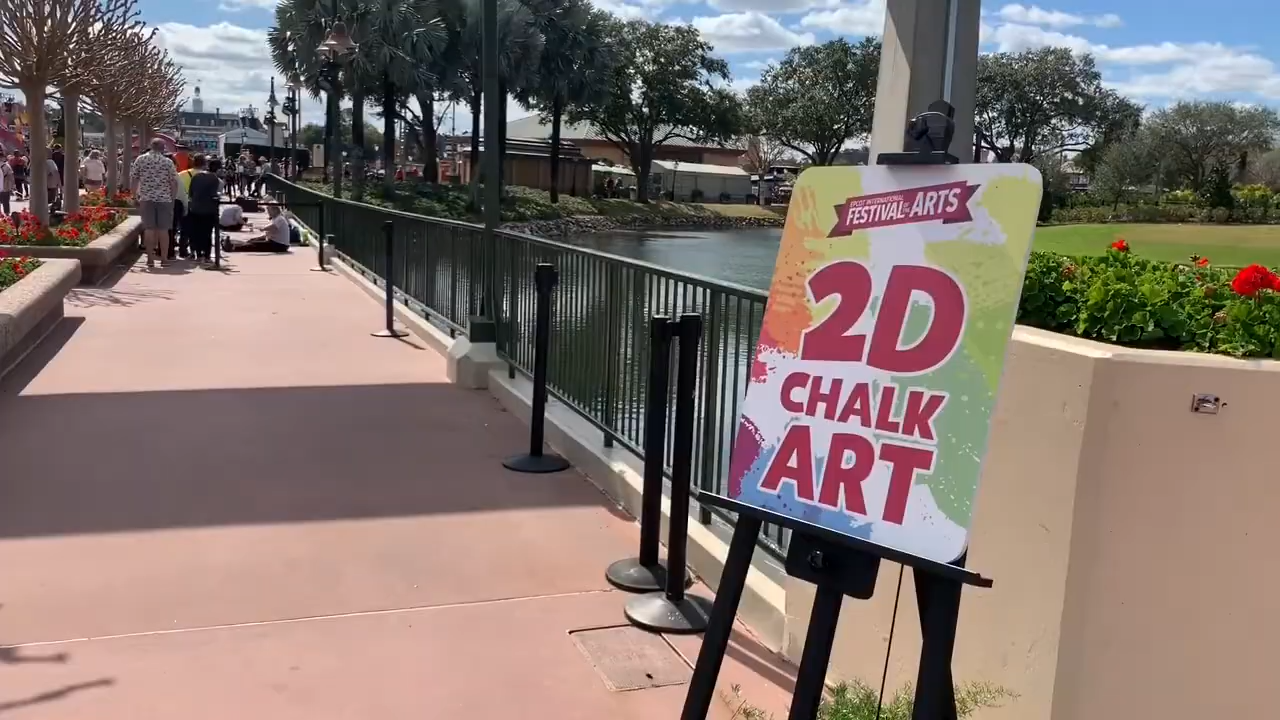 EPCOT INTERNATIONAL
FESTIVAL OF THE ARTS
2D
CHALK
ART